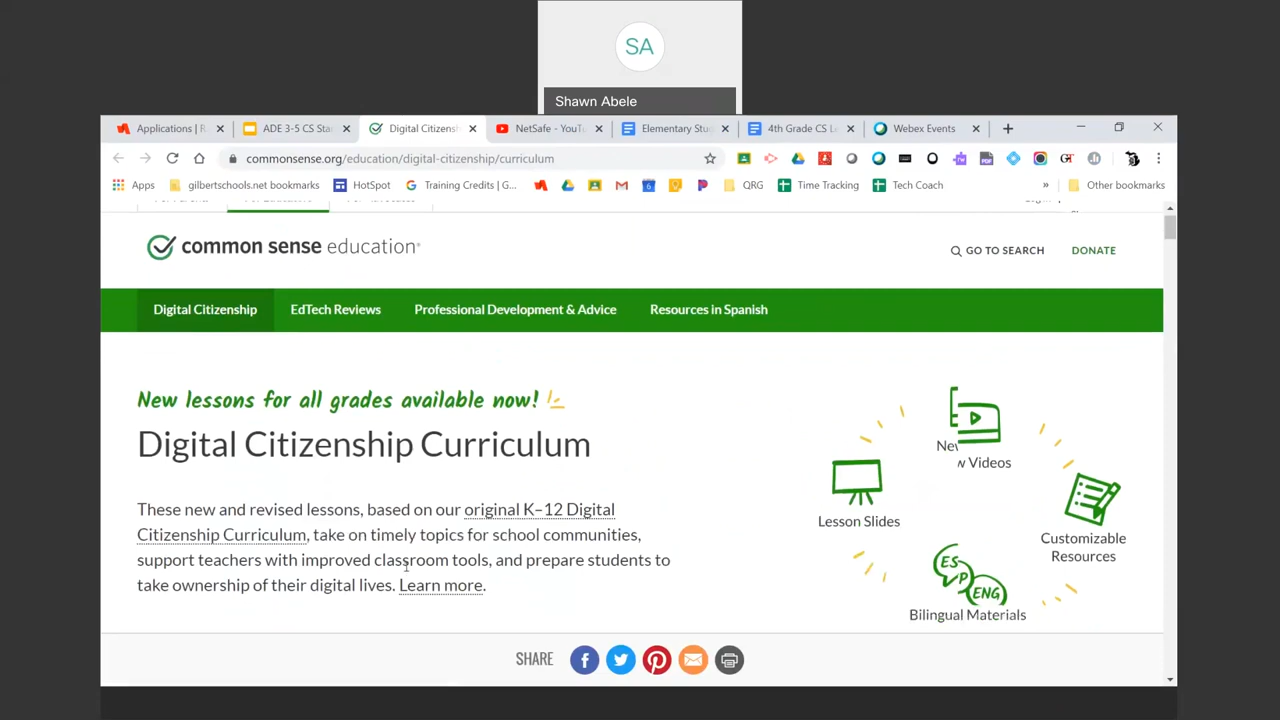 SA
Shawn Abele
Applications | R
ADE 3-5 CS Sta
Digital Citizensh
NetSafe - YouTu
Elementary Stud
4th Grade CS L
Webex Events
commonsense.org/education/digital-citizenship/curriculum
Apps
gilbertschools.net bookmarks
HotSpot
Training Credits | G...
QRG
Time Tracking
Tech Coach
»
Other bookmarks
common sense education
GO TO SEARCH
DONATE
Digital Citizenship
EdTech Reviews
Professional Development & Advice
Resources in Spanish
New lessons for all grades available now!
Digital Citizenship Curriculum
These new and revised lessons, based on our original K–12 Digital
Citizenship Curriculum, take on timely topics for school communities,
support teachers with improved classroom tools, and prepare students to
take ownership of their digital lives. Learn more.
w Videos
Lesson Slides
Customizable
Resources
ES
P
ENG
Bilingual Materials
SHARE